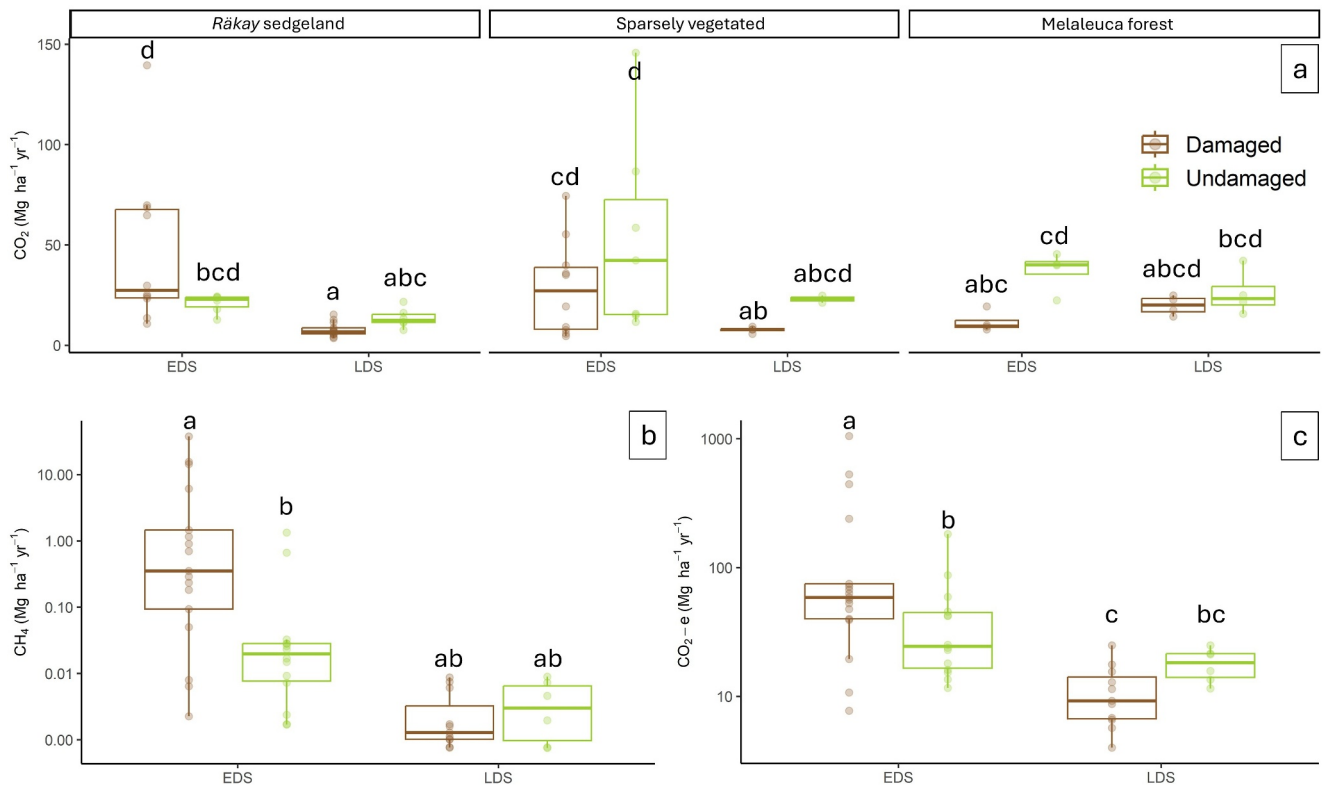 Räkay sedgeland Sparsely vegetated Melaleuca forest
a
CO₂ (Mg ha⁻¹ yr⁻¹)
150
100
50
0
d
bcd
a
abc
cd
d
ab
abcd
abc
cd
abcd
bcd
Damaged
Undamaged
EDS LDS EDS LDS EDS LDS
b
CH₄ (Mg ha⁻¹ yr⁻¹)
10.00
1.00
0.10
0.01
0.00
a
b
ab
ab
EDS LDS
c
CO₂ – e (Mg ha⁻¹ yr⁻¹)
1000
100
10
a
b
c
bc
EDS LDS